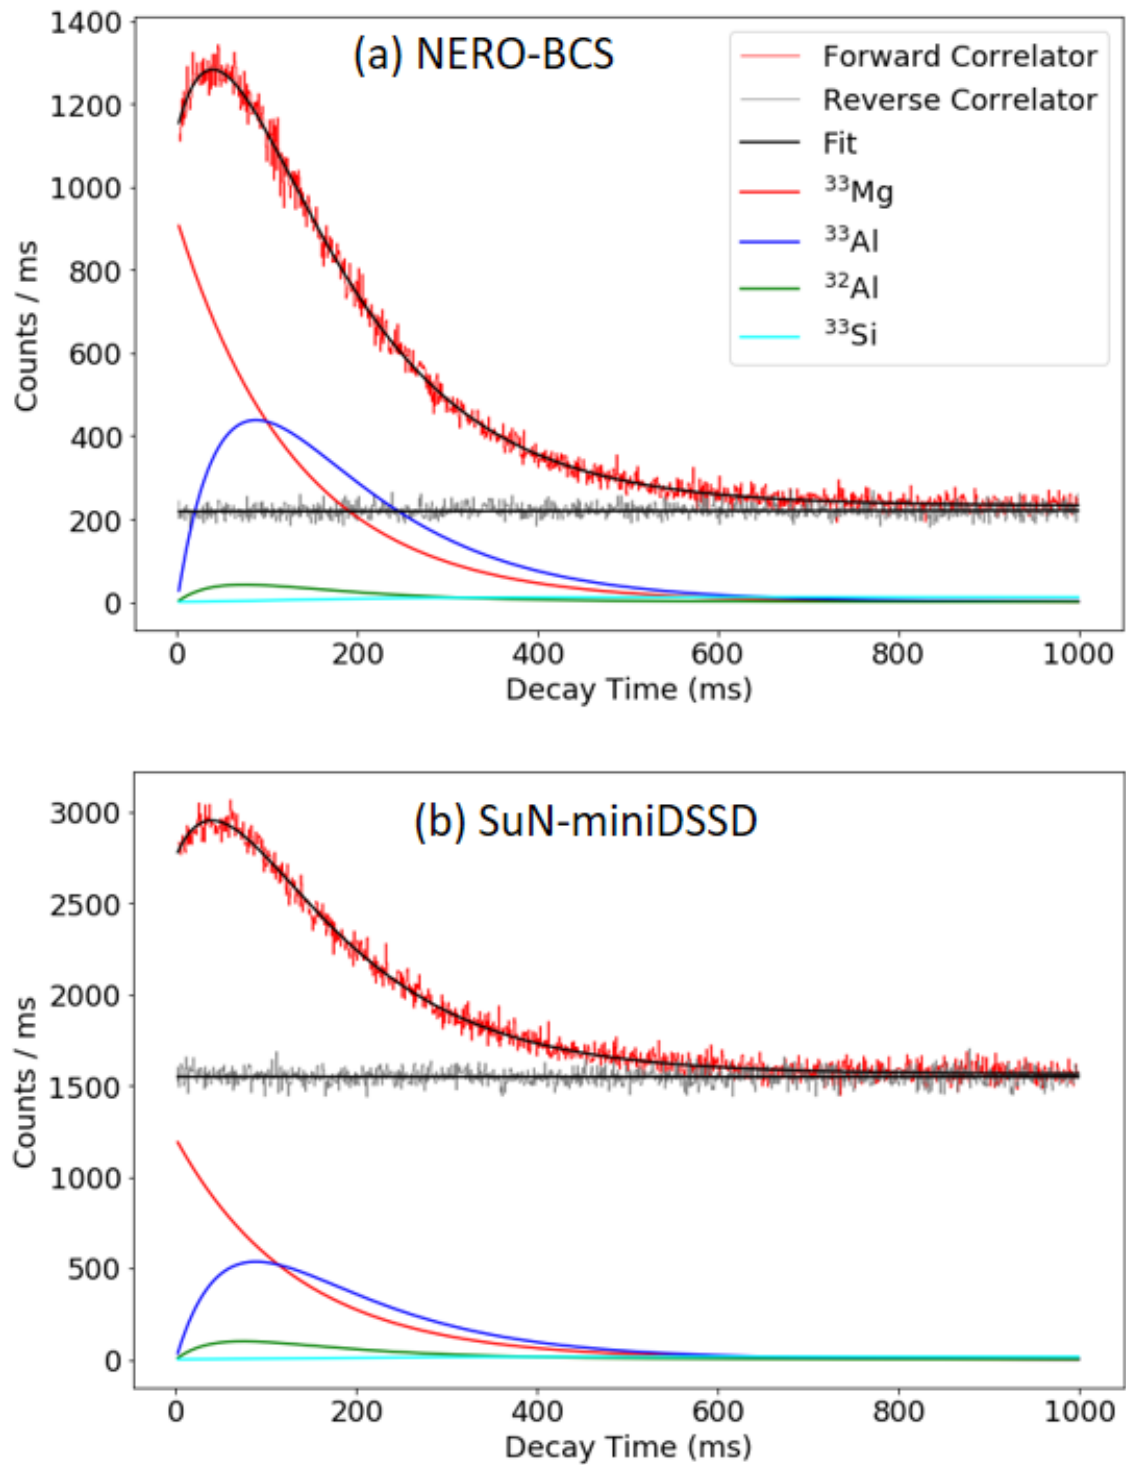 (a) NERO-BCS
Forward Correlator
Reverse Correlator
Fit
³³Mg
³³Al
³²Al
³³Si
Counts / ms
1400
1200
1000
800
600
400
200
0
0 200 400 600 800 1000
Decay Time (ms)
(b) SuN-miniDSSD
Counts / ms
3000
2500
2000
1500
1000
500
0
0 200 400 600 800 1000
Decay Time (ms)